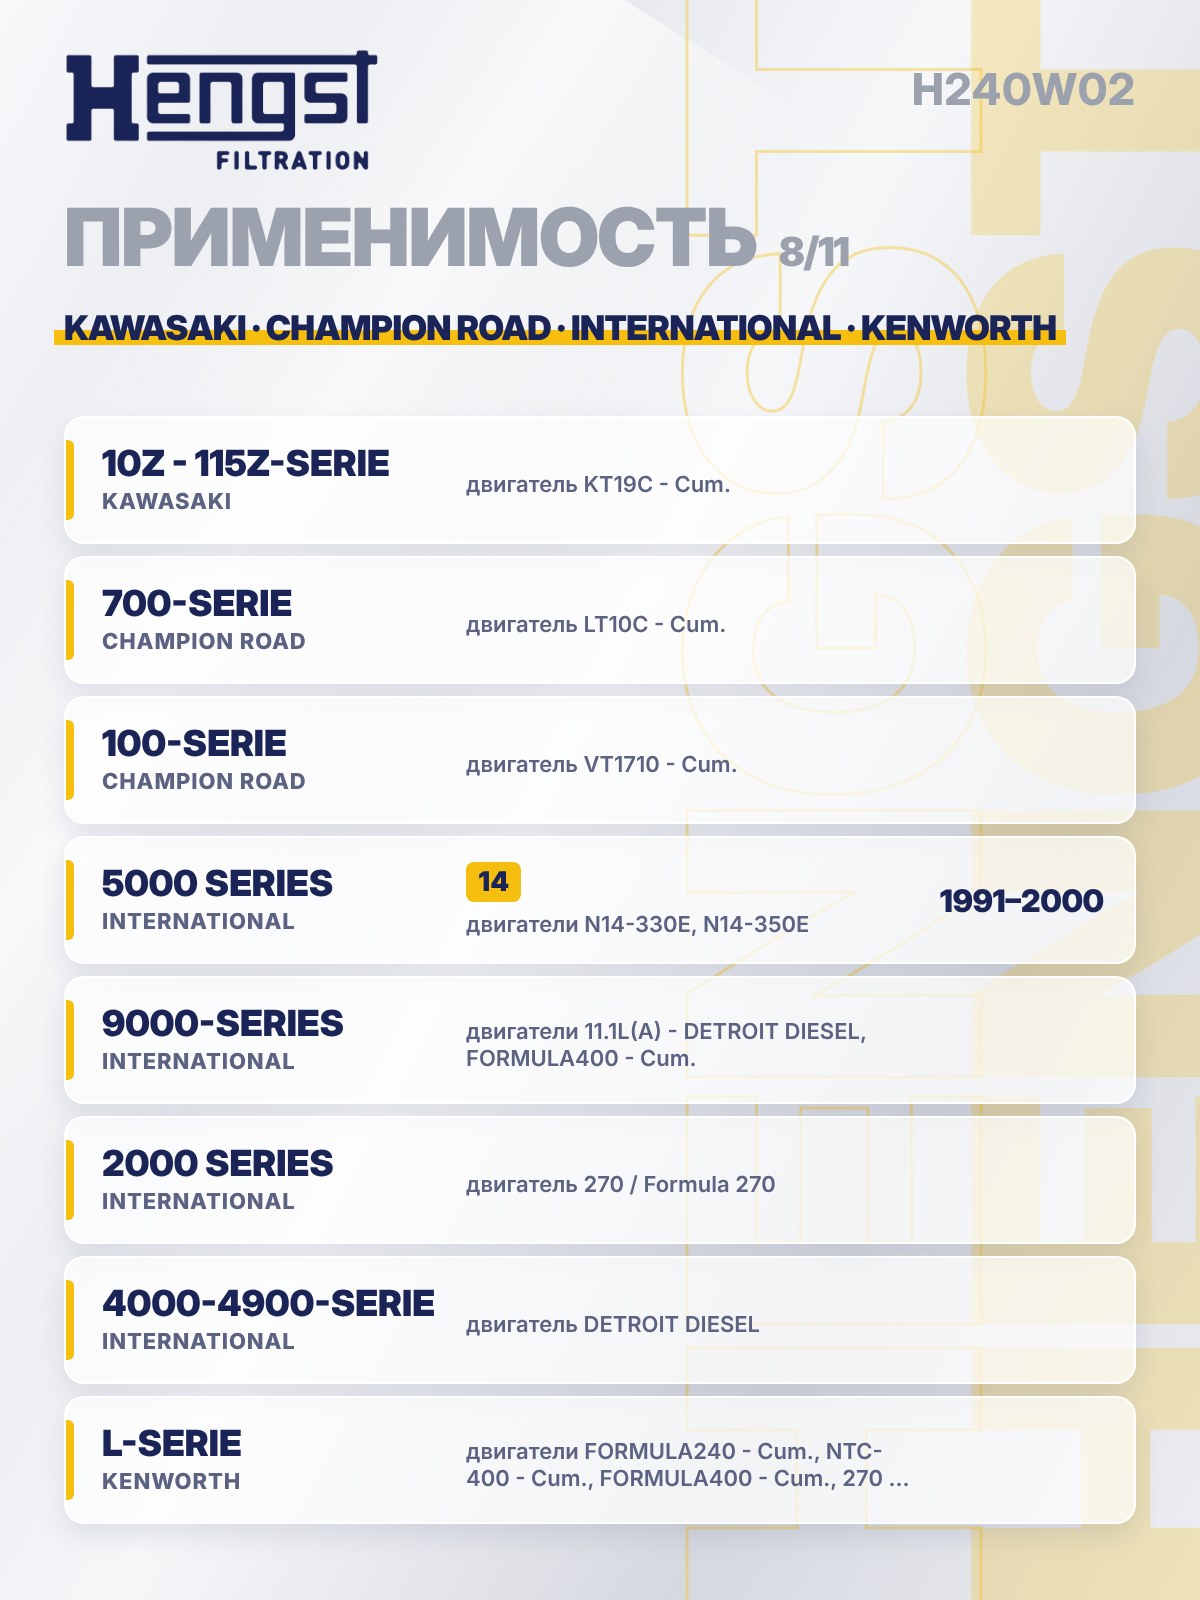 Hengst
FILTRATION
H240W02
ПРИМЕНИМОСТЬ 8/11
KAWASAKI · CHAMPION ROAD · INTERNATIONAL · KENWORTH
10Z - 115Z-SERIE
KAWASAKI
двигатель KT19C - Cum.
700-SERIE
CHAMPION ROAD
двигатель LT10C - Cum.
100-SERIE
CHAMPION ROAD
двигатель VT1710 - Cum.
5000 SERIES
INTERNATIONAL
14
двигатели N14-330E, N14-350E
1991–2000
9000-SERIES
INTERNATIONAL
двигатели 11.1L(A) - DETROIT DIESEL,
FORMULA400 - Cum.
2000 SERIES
INTERNATIONAL
двигатель 270 / Formula 270
4000-4900-SERIE
INTERNATIONAL
двигатель DETROIT DIESEL
L-SERIE
KENWORTH
двигатели FORMULA240 - Cum., NTC-
400 - Cum., FORMULA400 - Cum., 270 ...
HENGST
HENGST